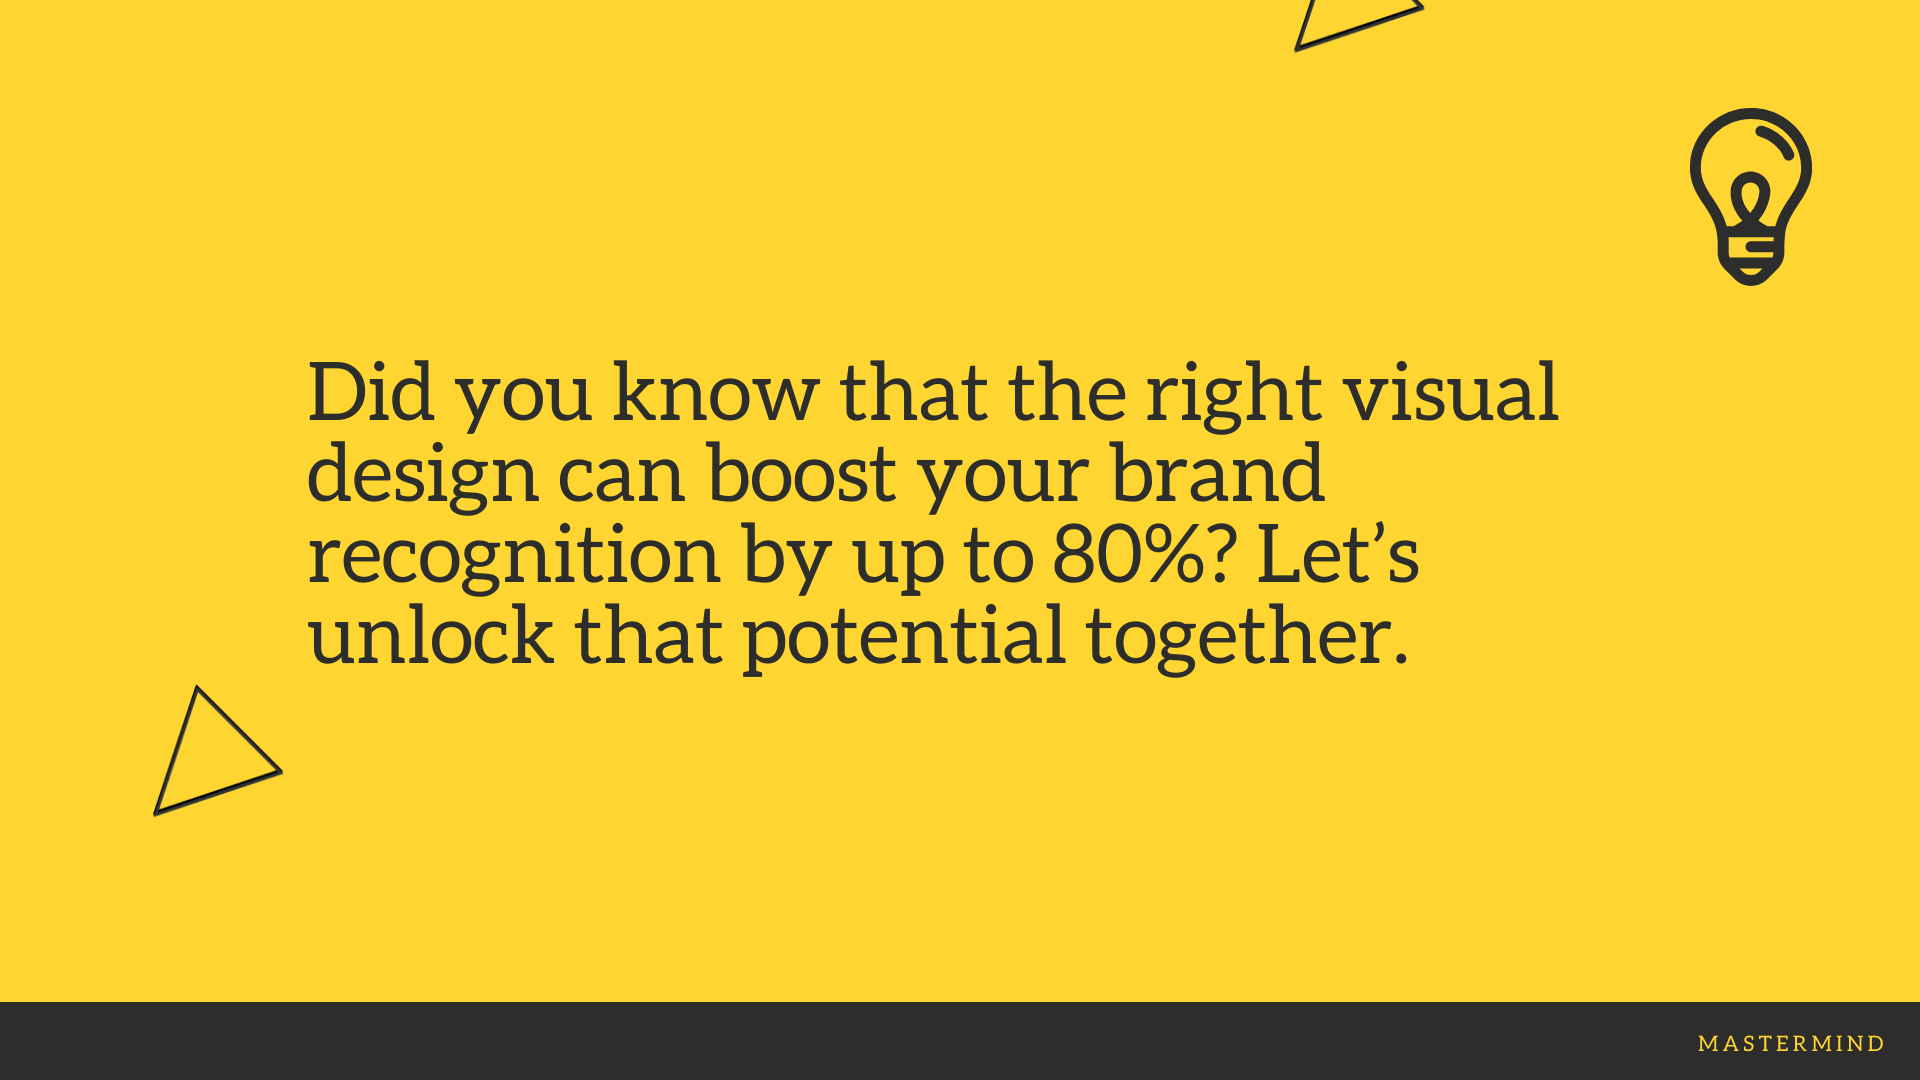 Did you know that the right visual
design can boost your brand
recognition by up to 80%? Let’s
unlock that potential together.
MASTERMIND